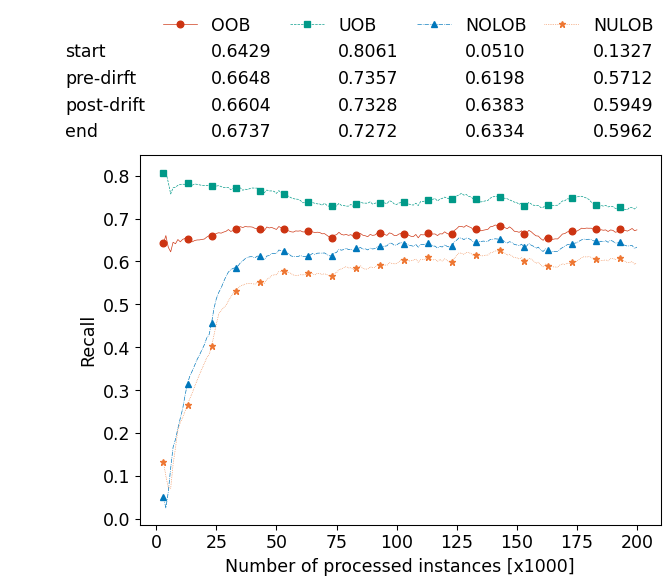 OOB UOB NOLOB NULOB
start 0.6429 0.8061 0.0510 0.1327
pre-dirft 0.6648 0.7357 0.6198 0.5712
post-drift 0.6604 0.7328 0.6383 0.5949
end 0.6737 0.7272 0.6334 0.5962
0.8
0.7
0.6
0.5
0.4
0.3
0.2
0.1
0.0
Recall
0 25 50 75 100 125 150 175 200
Number of processed instances [x1000]